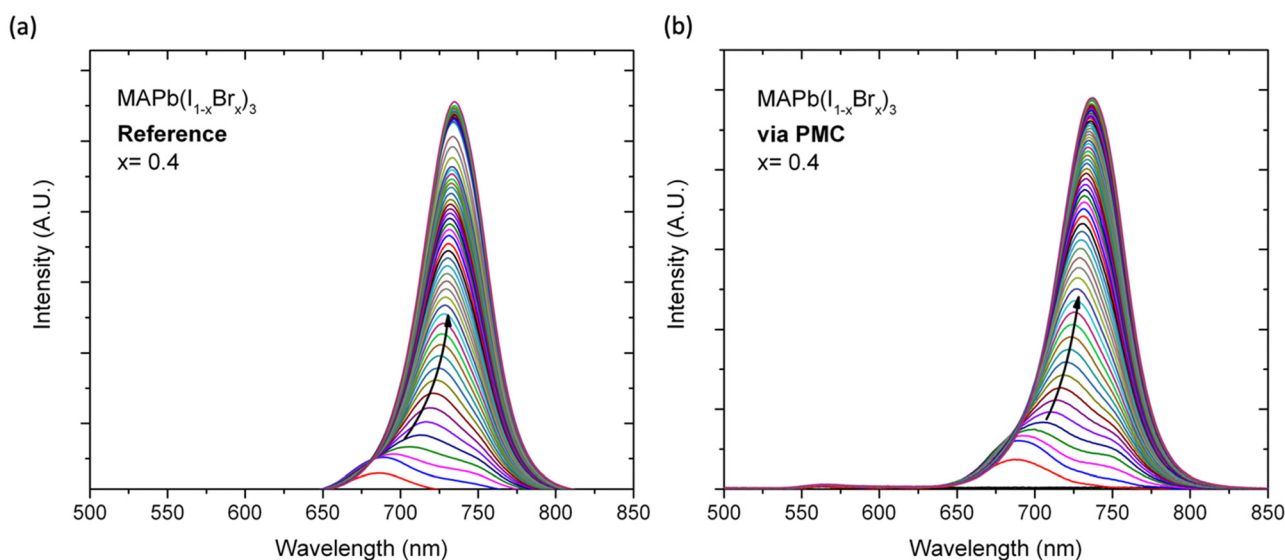 (a)
MAPb(I₁₋ₓBrₓ)₃
Reference
x= 0.4
Intensity (A.U.)
500 550 600 650 700 750 800 850
Wavelength (nm)
(b)
MAPb(I₁₋ₓBrₓ)₃
via PMC
x= 0.4
Intensity (A.U.)
500 550 600 650 700 750 800 850
Wavelength (nm)